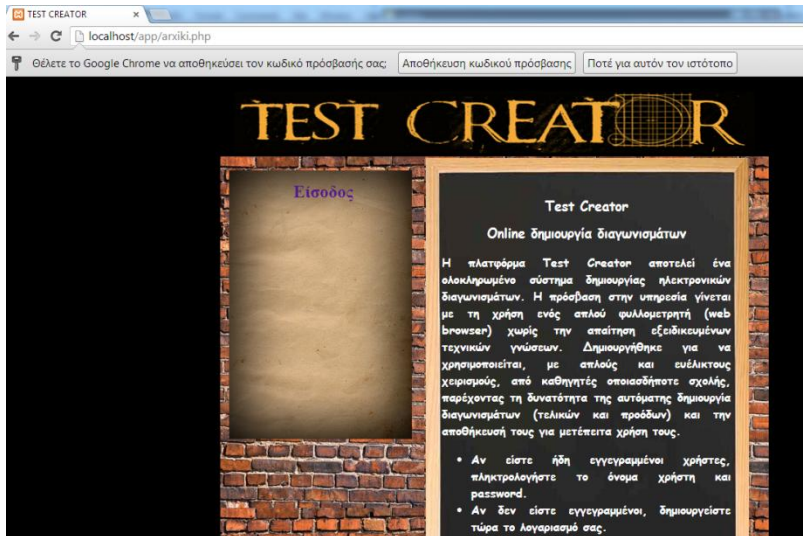 TEST CREATOR
localhost/app/arxiki.php
Θέλετε το Google Chrome να αποθηκεύσει τον κωδικό πρόσβασής σας; Αποθήκευση κωδικού πρόσβασης Ποτέ για αυτόν τον ιστότοπο
TEST CREATOR
Είσοδος
Test Creator
Online δημιουργία διαγωνισμάτων
Η πλατφόρμα Test Creator αποτελεί ένα
ολοκληρωμένο σύστημα δημιουργίας ηλεκτρονικών
διαγωνισμάτων. Η πρόσβαση στην υπηρεσία γίνεται
με τη χρήση ενός απλού φυλλομετρητή (web
browser) χωρίς την απαίτηση εξειδικευμένων
τεχνικών γνώσεων. Δημιουργήθηκε για να
χρησιμοποιείται, με απλούς και ευέλικτους
χειρισμούς, από καθηγητές οποιασδήποτε σχολής,
παρέχοντας τη δυνατότητα της αυτόματης δημιουργία
διαγωνισμάτων (τελικών και προόδων) και την
αποθήκευσή τους για μετέπειτα χρήση τους.
• Αν είστε ήδη εγγεγραμμένοι χρήστες,
πληκτρολογήστε το όνομα χρήστη και
password.
• Αν δεν είστε εγγεγραμμένοι, δημιουργείστε
τώρα το λογαριασμό σας.